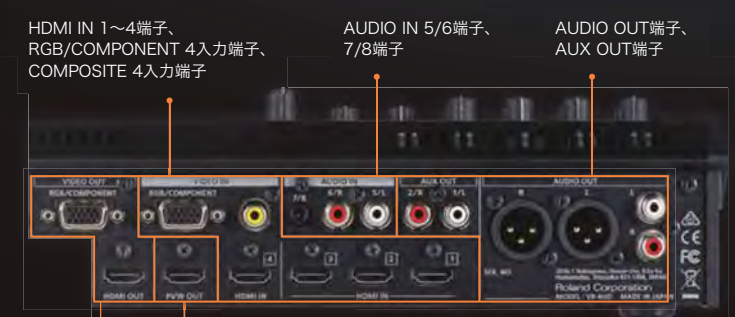 HDMI IN 1～4端子、
RGB/COMPONENT 4入力端子、
COMPOSITE 4入力端子
AUDIO IN 5/6端子、
7/8端子
AUDIO OUT端子、
AUX OUT端子
VIDEO OUT
VIDEO IN
AUDIO IN
AUX OUT
AUDIO OUT
RGB/COMPONENT
RGB/COMPONENT
7/8
6/R
5/L
2/R
1/L
R
L
L
R
4
3
2
1
HDMI OUT
PVW OUT
HDMI IN
HDMI IN
SER. NO.
Roland Corporation
MADE IN JAPAN
CE
FC